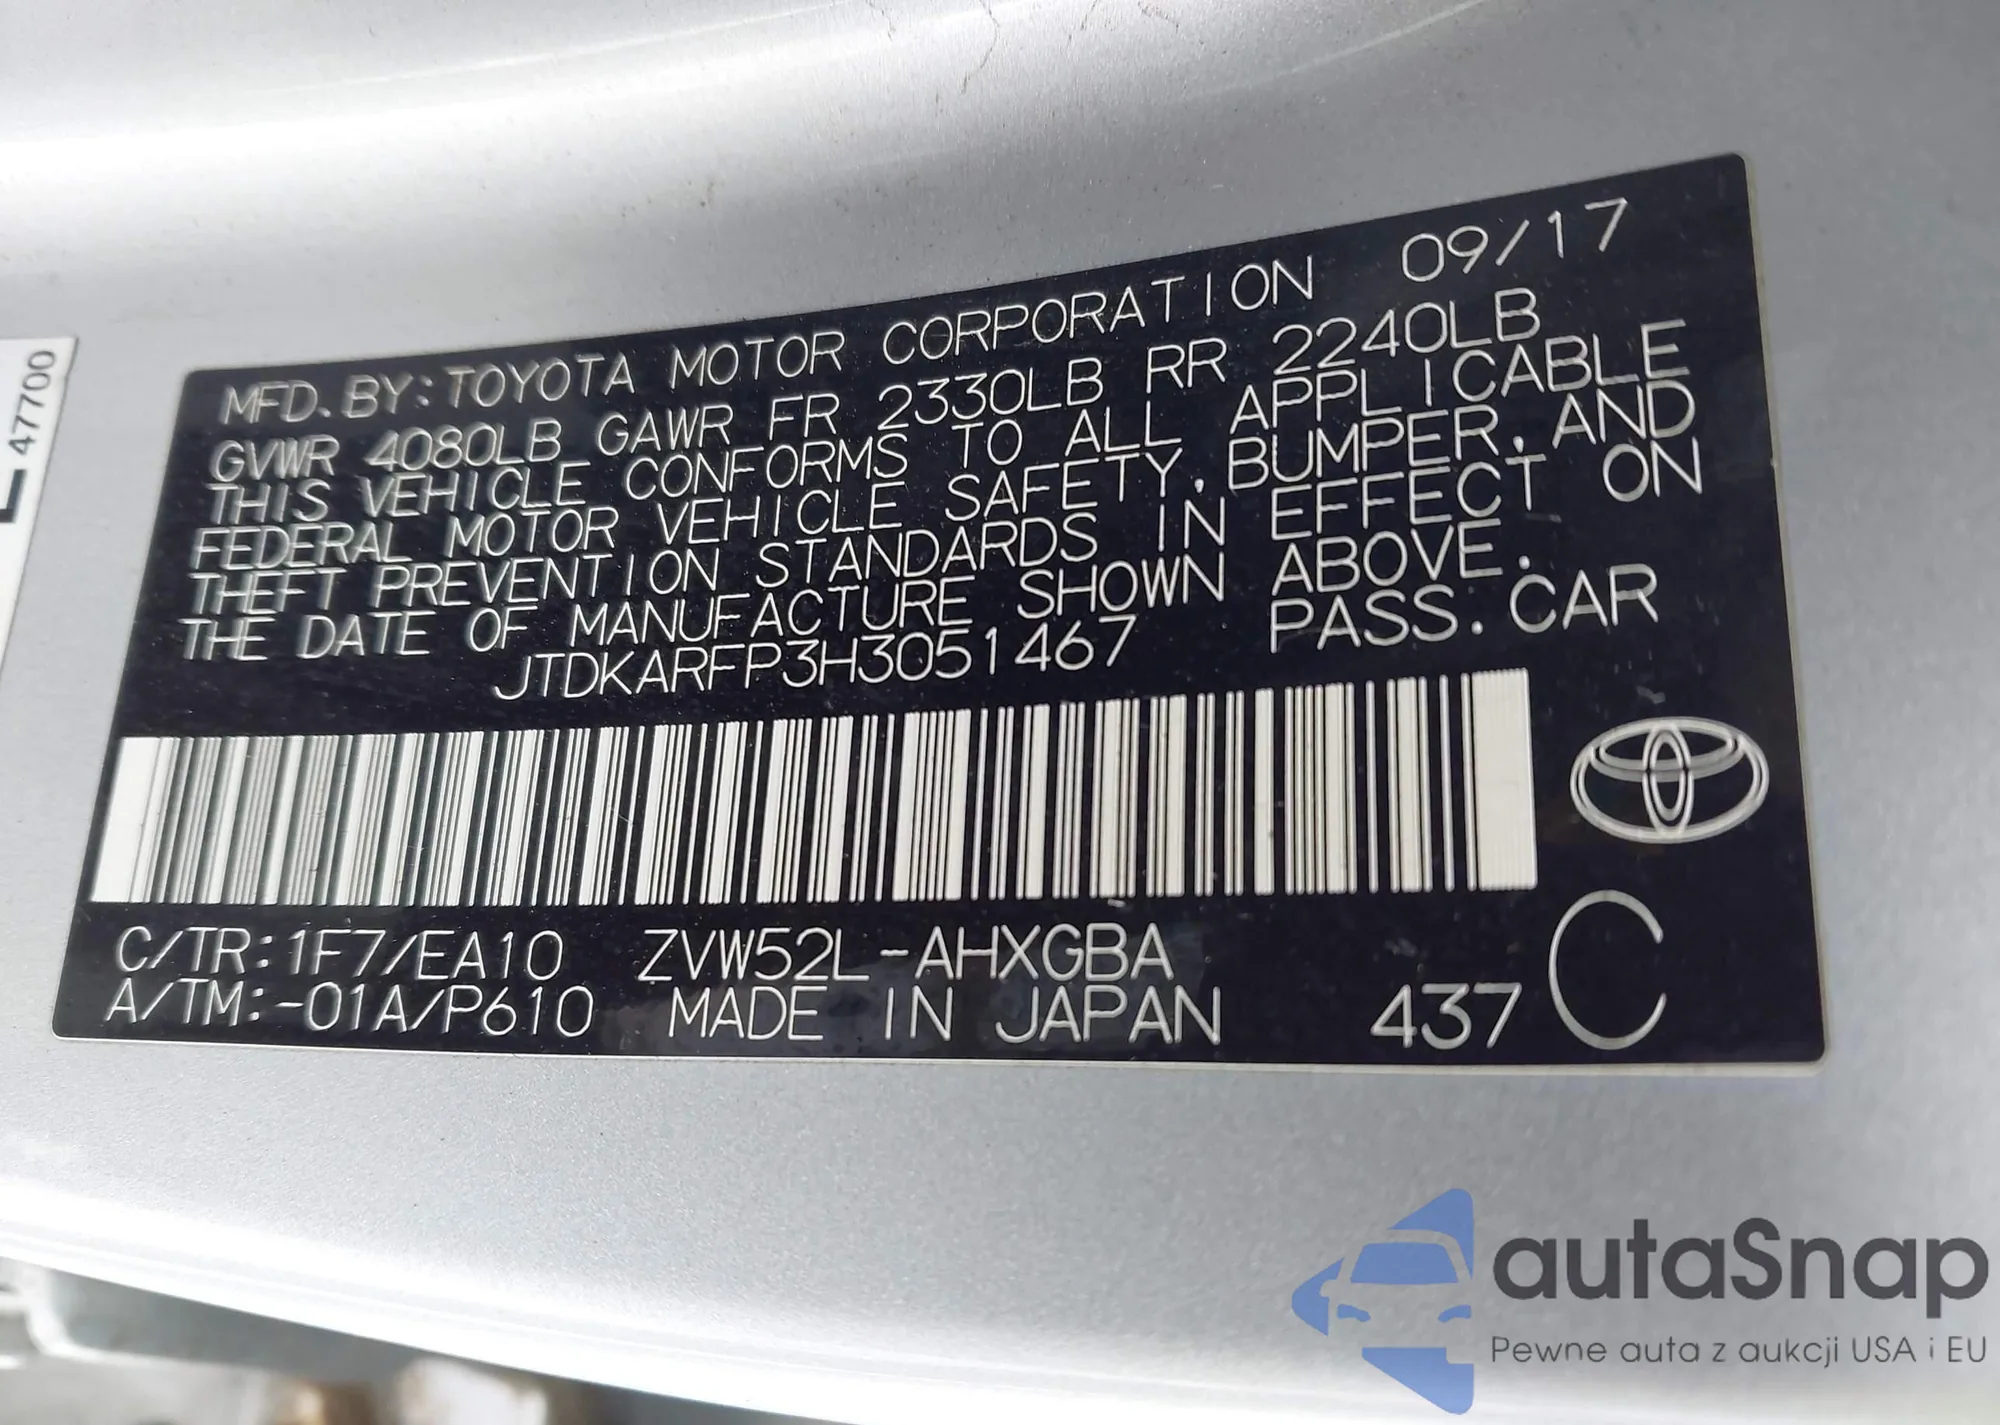 47700
MFD. BY: TOYOTA MOTOR CORPORATION 09/17
GVWR 4080LB GAWR FR 2330LB RR 2240LB
THIS VEHICLE CONFORMS TO ALL APPLICABLE
FEDERAL MOTOR VEHICLE SAFETY, BUMPER, AND
THEFT PREVENTION STANDARDS IN EFFECT ON
THE DATE OF MANUFACTURE SHOWN ABOVE.
JTDKARFP3H3051467 PASS. CAR
C/TR: 1F7/EA10 ZVW52L-AHXGBA
A/TM: -01A/P610 MADE IN JAPAN 437 C
autaSnap
Pewne auta z aukcji USA i EU